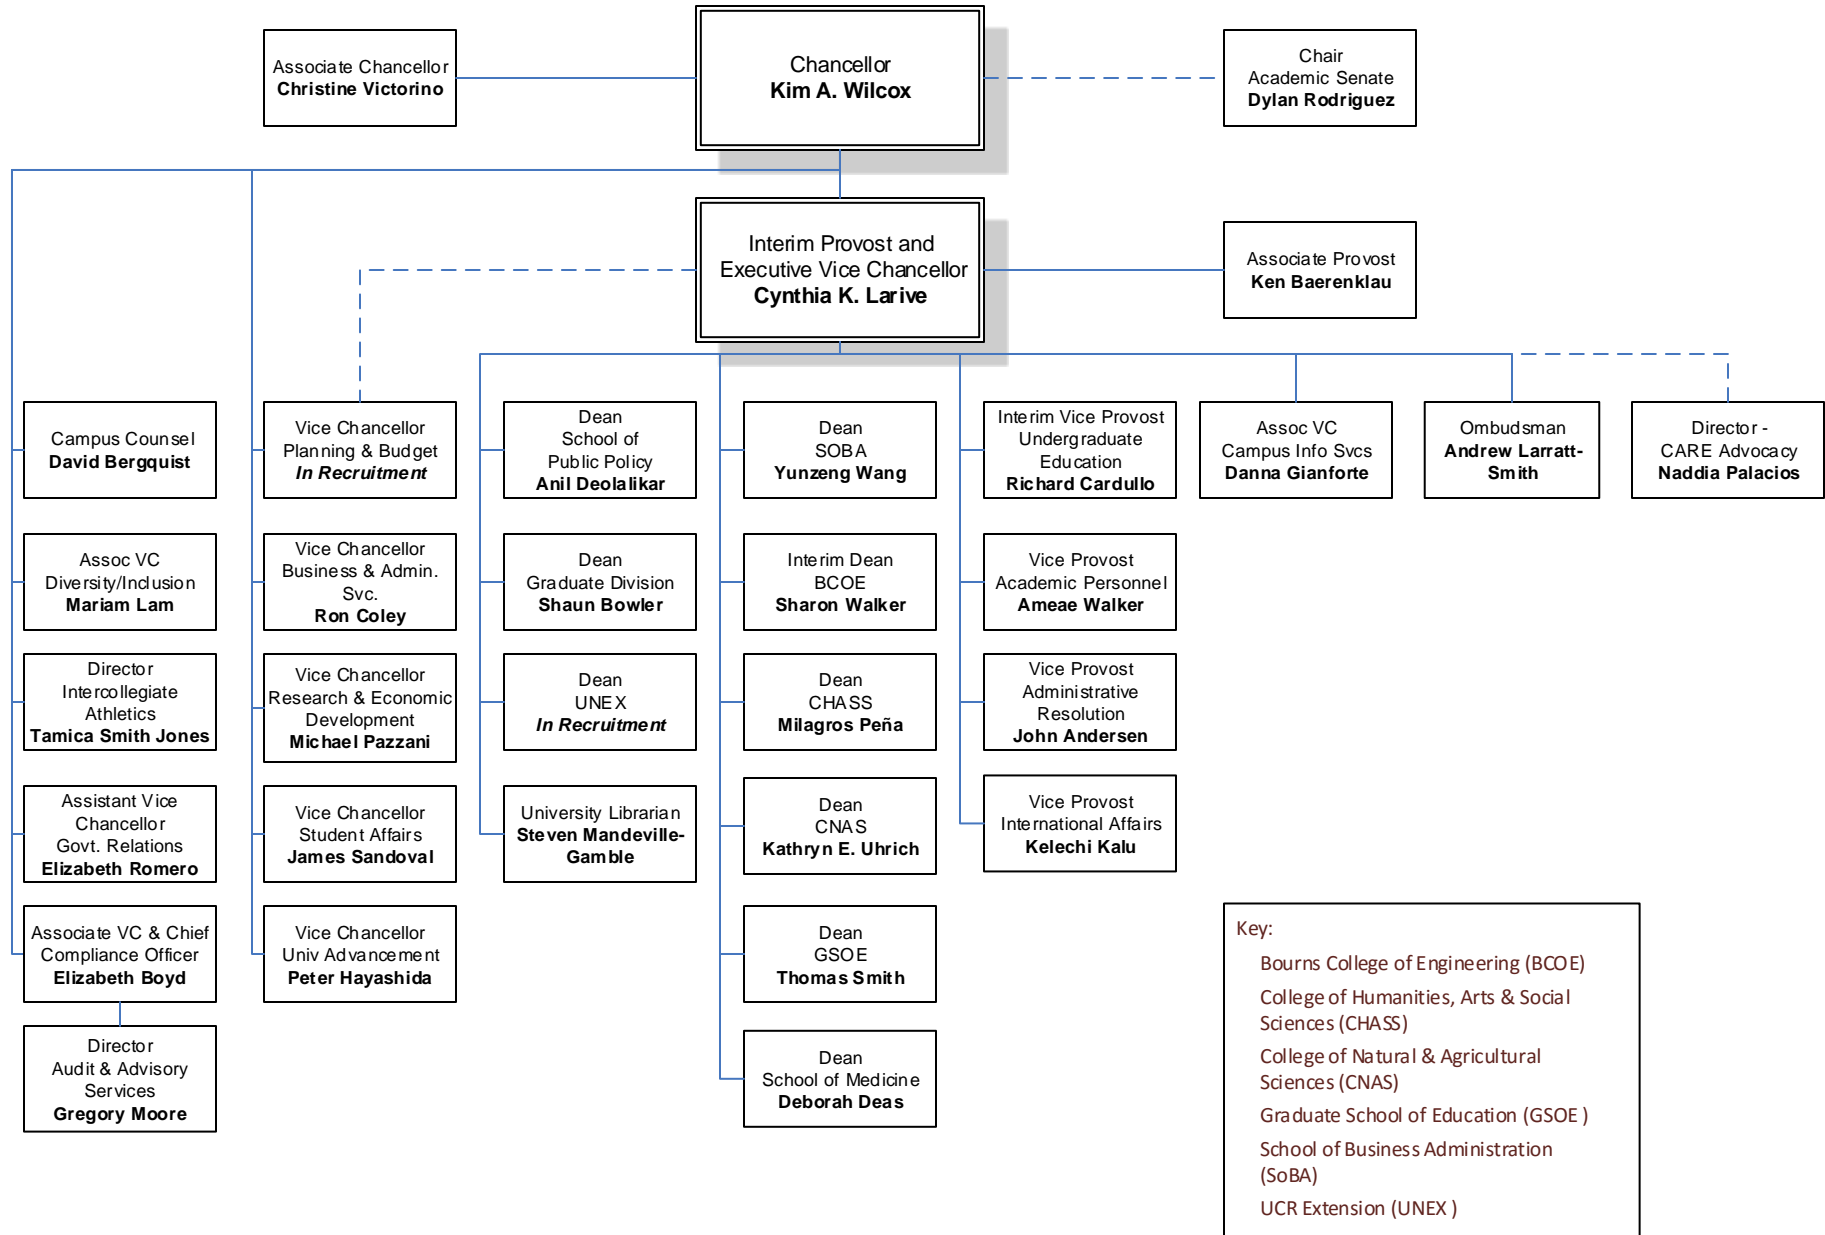 Associate Chancellor
Christine Victorino
Chancellor
Kim A. Wilcox
Chair
Academic Senate
Dylan Rodriguez
Interim Provost and
Executive Vice Chancellor
Cynthia K. Larive
Associate Provost
Ken Baerenklau
Campus Counsel
David Bergquist
Vice Chancellor
Planning & Budget
In Recruitment
Dean
School of
Public Policy
Anil Deolalikar
Dean
SOBA
Yunzeng Wang
Interim Vice Provost
Undergraduate
Education
Richard Cardullo
Assoc VC
Campus Info Svcs
Danna Gianforte
Ombudsman
Andrew Larratt-
Smith
Director -
CARE Advocacy
Naddia Palacios
Assoc VC
Diversity/Inclusion
Mariam Lam
Vice Chancellor
Business & Admin.
Svc.
Ron Coley
Dean
Graduate Division
Shaun Bowler
Interim Dean
BCOE
Sharon Walker
Vice Provost
Academic Personnel
Ameae Walker
Director
Intercollegiate
Athletics
Tamica Smith Jones
Vice Chancellor
Research & Economic
Development
Michael Pazzani
Dean
UNEX
In Recruitment
Dean
CHASS
Milagros Peña
Vice Provost
Administrative
Resolution
John Andersen
Assistant Vice
Chancellor
Govt. Relations
Elizabeth Romero
Vice Chancellor
Student Affairs
James Sandoval
University Librarian
Steven Mandeville-
Gamble
Dean
CNAS
Kathryn E. Uhrich
Vice Provost
International Affairs
Kelechi Kalu
Associate VC & Chief
Compliance Officer
Elizabeth Boyd
Vice Chancellor
Univ Advancement
Peter Hayashida
Dean
GSOE
Thomas Smith
Director
Audit & Advisory
Services
Gregory Moore
Dean
School of Medicine
Deborah Deas
Key:
Bourns College of Engineering (BCOE)
College of Humanities, Arts & Social
Sciences (CHASS)
College of Natural & Agricultural
Sciences (CNAS)
Graduate School of Education (GSOE )
School of Business Administration
(SoBA)
UCR Extension (UNEX )